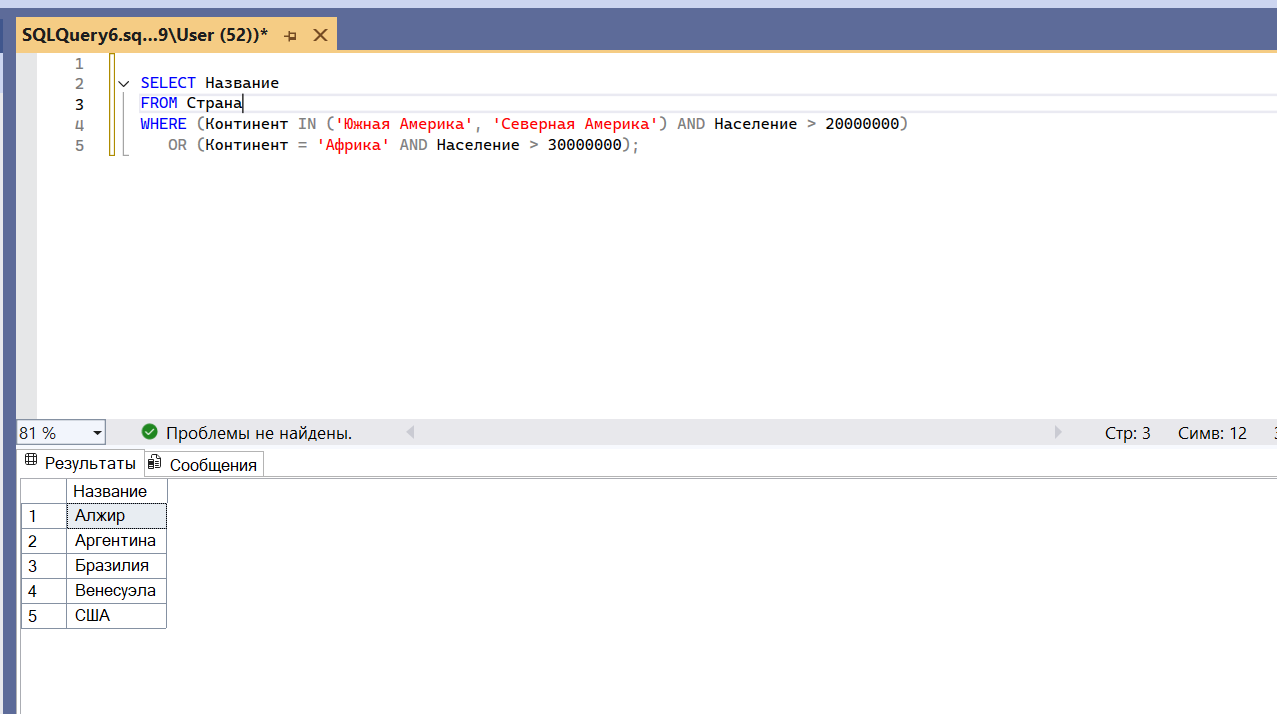 SQLQuery6.sq...9\User (52))*
1
2 SELECT Название
3 FROM Страна
4 WHERE (Континент IN ('Южная Америка', 'Северная Америка') AND Население > 20000000)
5 OR (Континент = 'Африка' AND Население > 30000000);
81 % Проблемы не найдены. Стр: 3 Симв: 12
Результаты Сообщения
Название
1 Алжир
2 Аргентина
3 Бразилия
4 Венесуэла
5 США